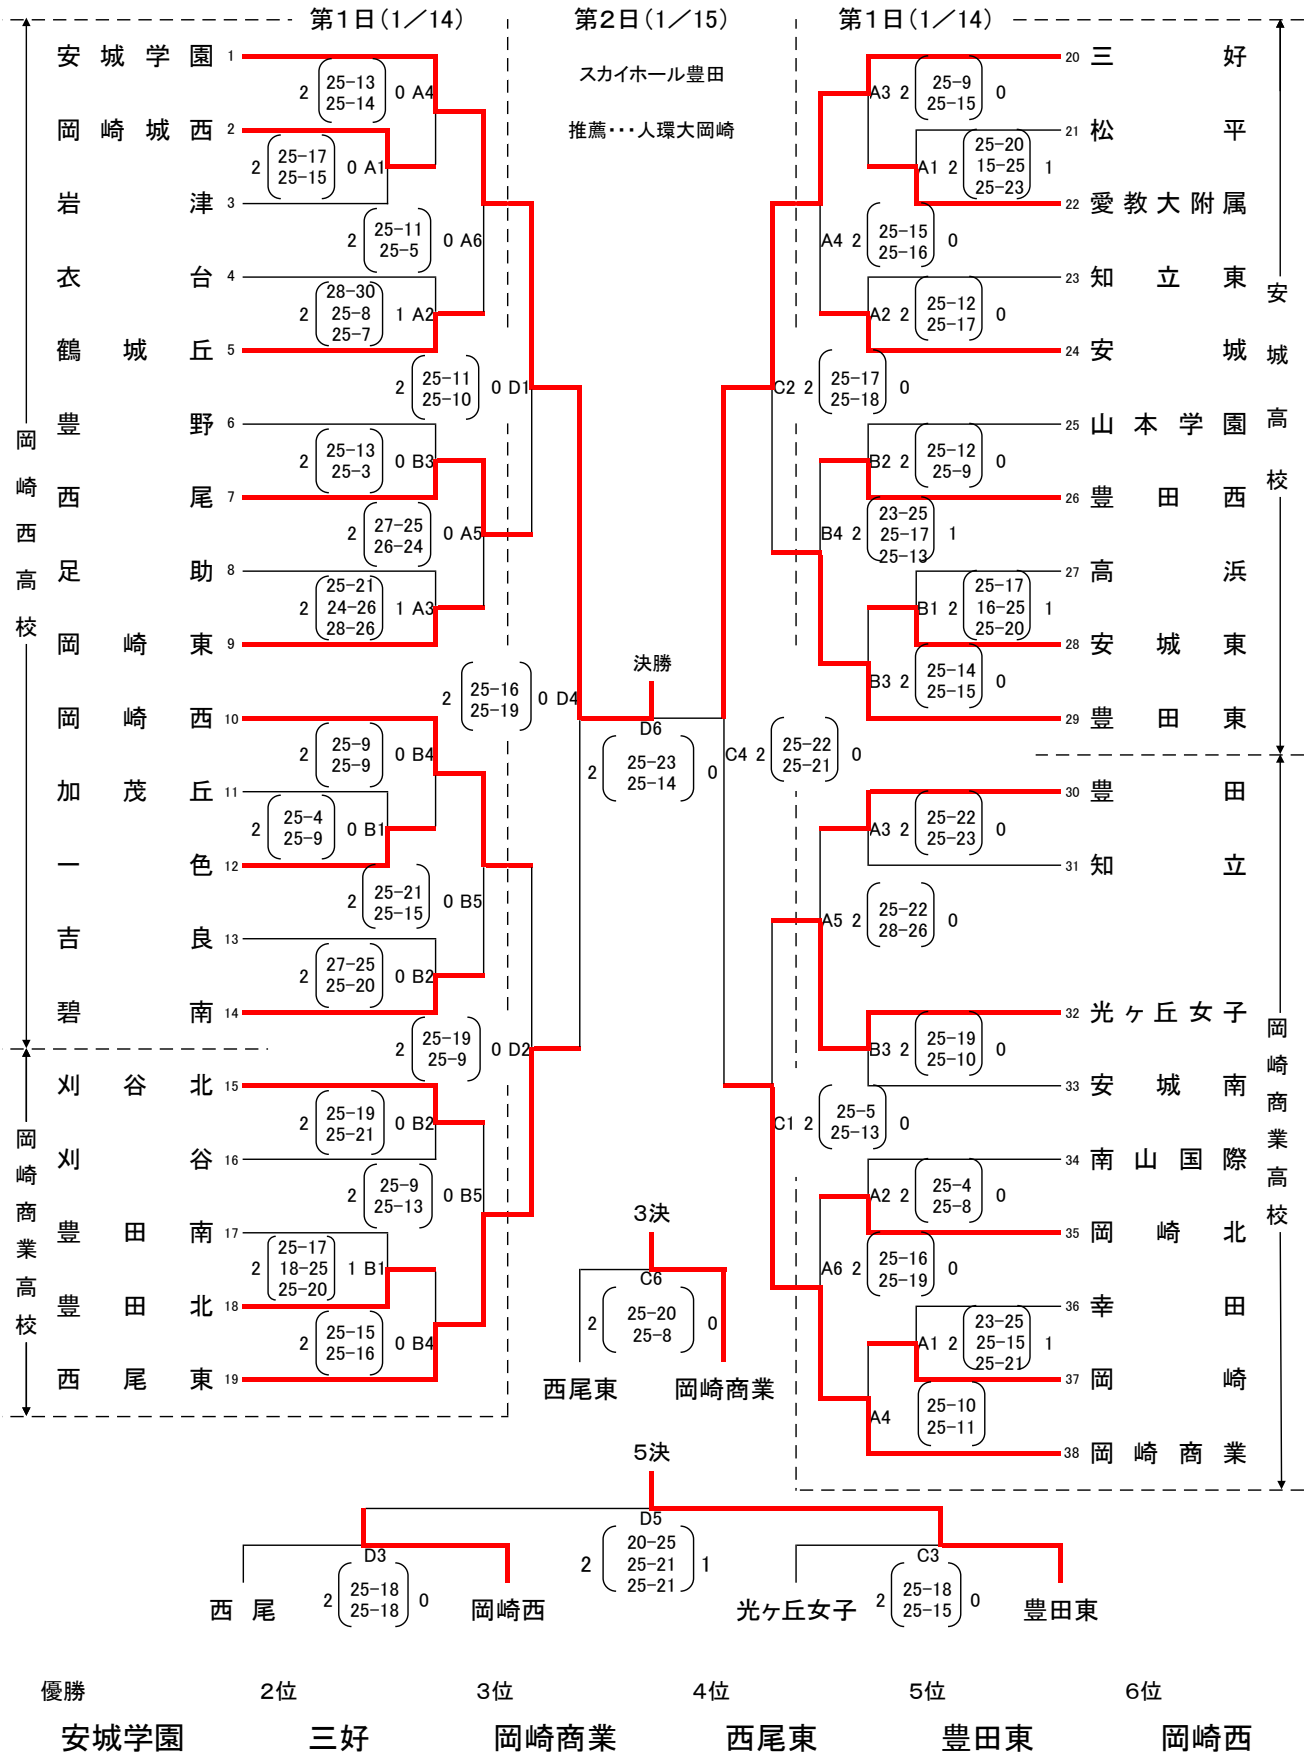 第1日(1/14)
第2日(1/15)
第1日(1/14)
スカイホール豊田
推薦・・・人環大岡崎
岡崎西高校
安城学園 1
2 25-13 0 A4
25-14
岡崎城西 2
2 25-17 0 A1
25-15
岩津 3
2 25-11 0 A6
25-5
衣台 4
28-30
2 25-8 1 A2
25-7
鶴城丘 5
2 25-11 0 D1
25-10
豊野 6
2 25-13 0 B3
25-3
西尾 7
2 27-25 0 A5
26-24
足助 8
25-21
2 24-26 1 A3
28-26
岡崎東 9
2 25-16 0 D4
25-19
岡崎西 10
2 25-9 0 B4
25-9
加茂丘 11
2 25-4 0 B1
25-9
一色 12
2 25-21 0 B5
25-15
吉良 13
2 27-25 0 B2
25-20
碧南 14
2 25-19 0 D2
25-9
岡崎商業高校
刈谷北 15
2 25-19 0 B2
25-21
刈谷 16
2 25-9 0 B5
25-13
豊田南 17
25-17
2 18-25 1 B1
25-20
豊田北 18
2 25-15 0 B4
25-16
西尾東 19
決勝
D6
2 25-23 0
25-14
安城高校
20 三好
A3 2 25-9 0
25-15
21 松平
25-20
A1 2 15-25 1
25-23
22 愛教大附属
A4 2 25-15 0
25-16
23 知立東
A2 2 25-12 0
25-17
24 安城
C2 2 25-17 0
25-18
25 山本学園
B2 2 25-12 0
25-9
26 豊田西
23-25
B4 2 25-17 1
25-13
27 高浜
25-17
B1 2 16-25 1
25-20
28 安城東
B3 2 25-14 0
25-15
29 豊田東
C4 2 25-22 0
25-21
岡崎商業高校
30 豊田
A3 2 25-22 0
25-23
31 知立
A5 2 25-22 0
28-26
32 光ヶ丘女子
B3 2 25-19 0
25-10
33 安城南
C1 2 25-5 0
25-13
34 南山国際
A2 2 25-4 0
25-8
35 岡崎北
A6 2 25-16 0
25-19
36 幸田
23-25
A1 2 25-15 1
25-21
37 岡崎
A4 25-10
25-11
38 岡崎商業
3決
C6
2 25-20 0
25-8
西尾東 岡崎商業
5決
D5
20-25
2 25-21 1
25-21
D3
2 25-18 0
25-18
西尾 岡崎西
C3
2 25-18 0
25-15
光ヶ丘女子 豊田東
優勝 2位 3位 4位 5位 6位
安城学園 三好 岡崎商業 西尾東 豊田東 岡崎西